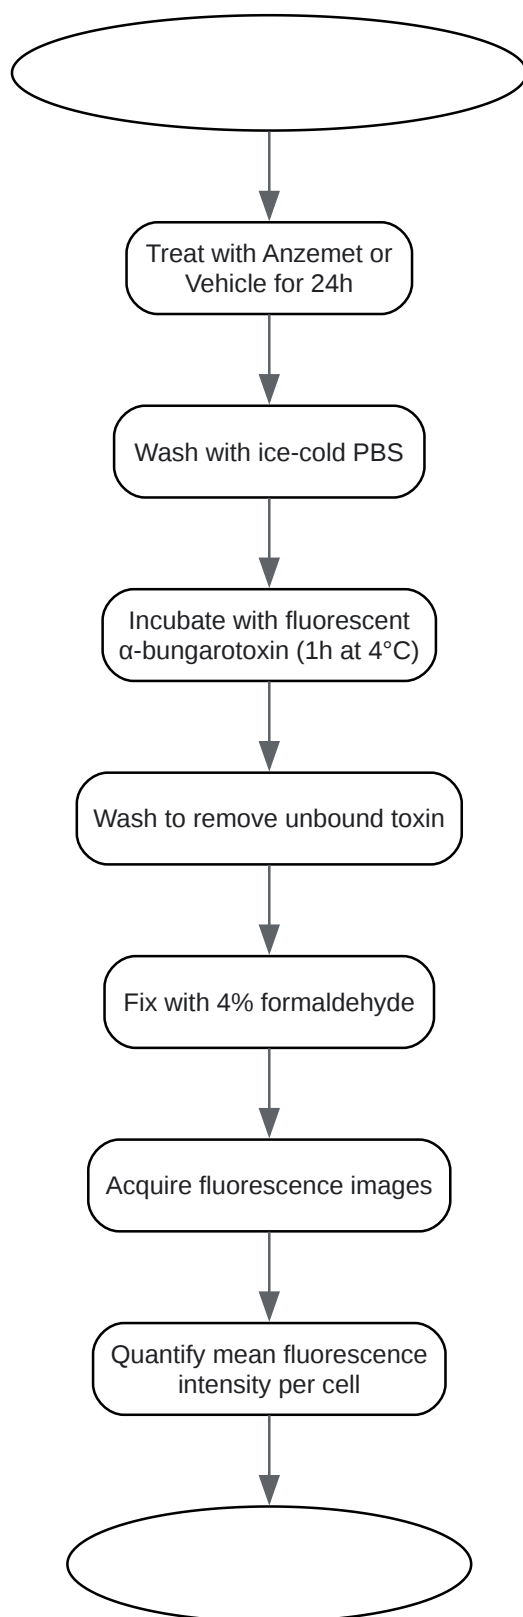 Treat with Anzemet or
Vehicle for 24h
Wash with ice-cold PBS
Incubate with fluorescent
α-bungarotoxin (1h at 4°C)
Wash to remove unbound toxin
Fix with 4% formaldehyde
Acquire fluorescence images
Quantify mean fluorescence
intensity per cell